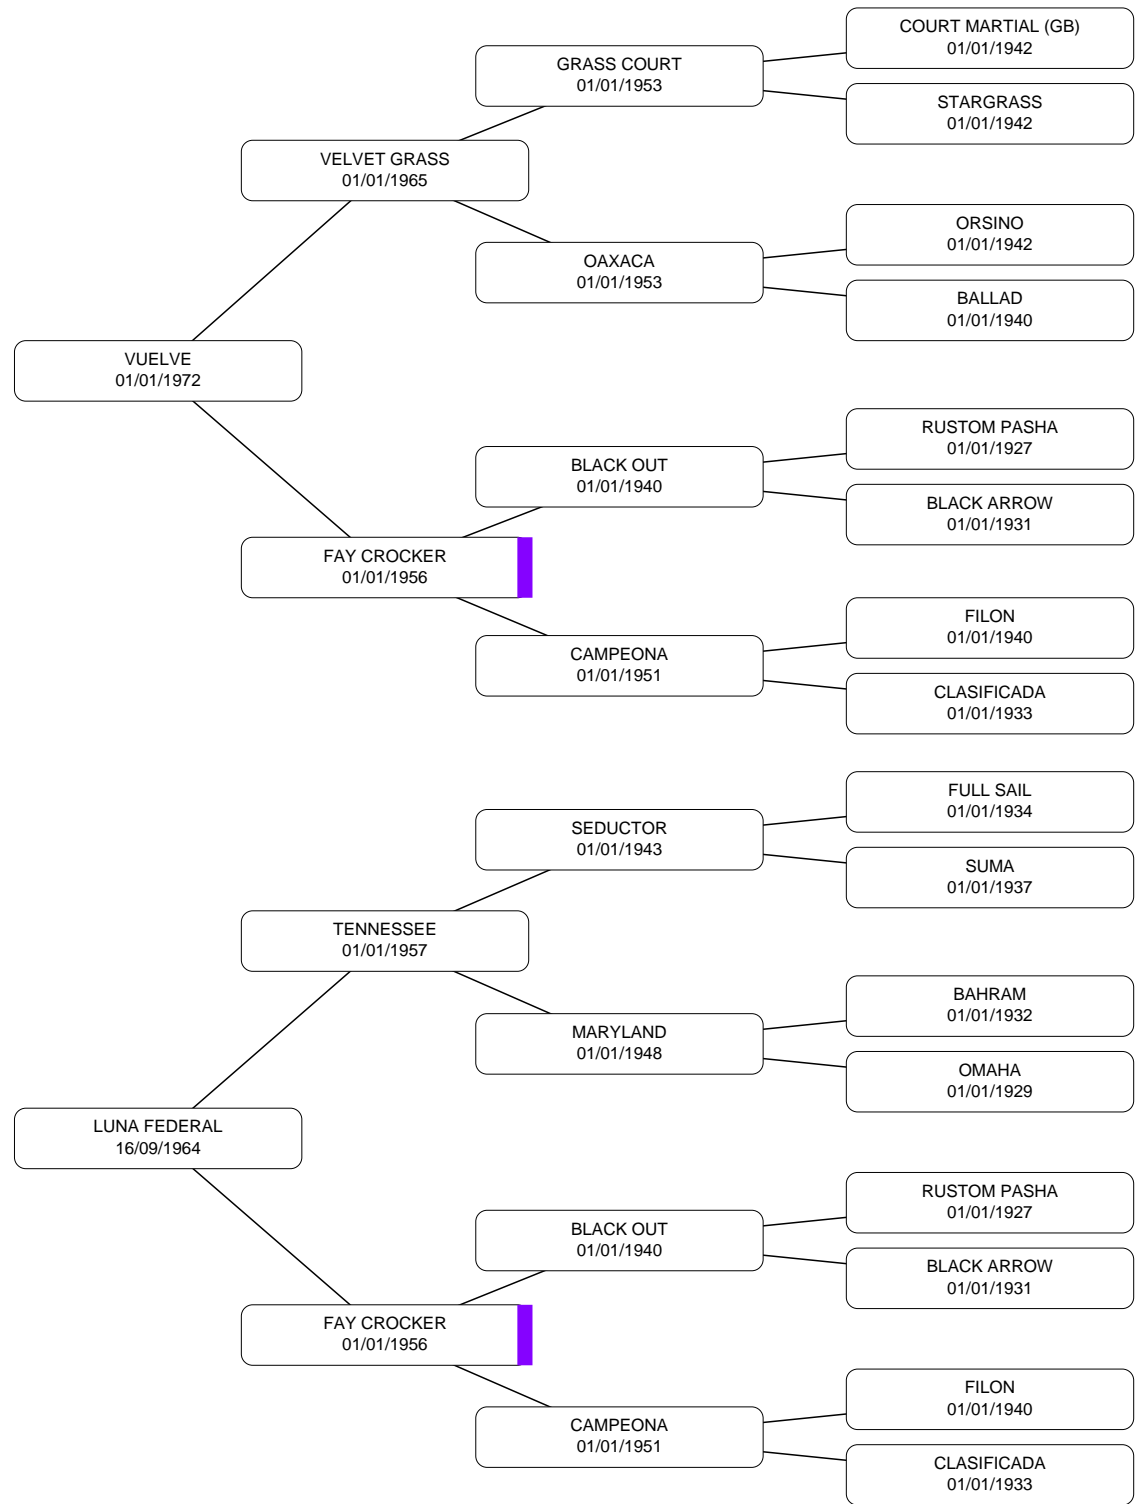 COURT MARTIAL (GB)
01/01/1942
GRASS COURT
01/01/1953
STARGRASS
01/01/1942
VELVET GRASS
01/01/1965
ORSINO
01/01/1942
OAXACA
01/01/1953
BALLAD
01/01/1940
VUELVE
01/01/1972
RUSTOM PASHA
01/01/1927
BLACK OUT
01/01/1940
BLACK ARROW
01/01/1931
FAY CROCKER
01/01/1956
FILON
01/01/1940
CAMPEONA
01/01/1951
CLASIFICADA
01/01/1933
FULL SAIL
01/01/1934
SEDUCTOR
01/01/1943
SUMA
01/01/1937
TENNESSEE
01/01/1957
BAHRAM
01/01/1932
MARYLAND
01/01/1948
OMAHA
01/01/1929
LUNA FEDERAL
16/09/1964
RUSTOM PASHA
01/01/1927
BLACK OUT
01/01/1940
BLACK ARROW
01/01/1931
FAY CROCKER
01/01/1956
FILON
01/01/1940
CAMPEONA
01/01/1951
CLASIFICADA
01/01/1933